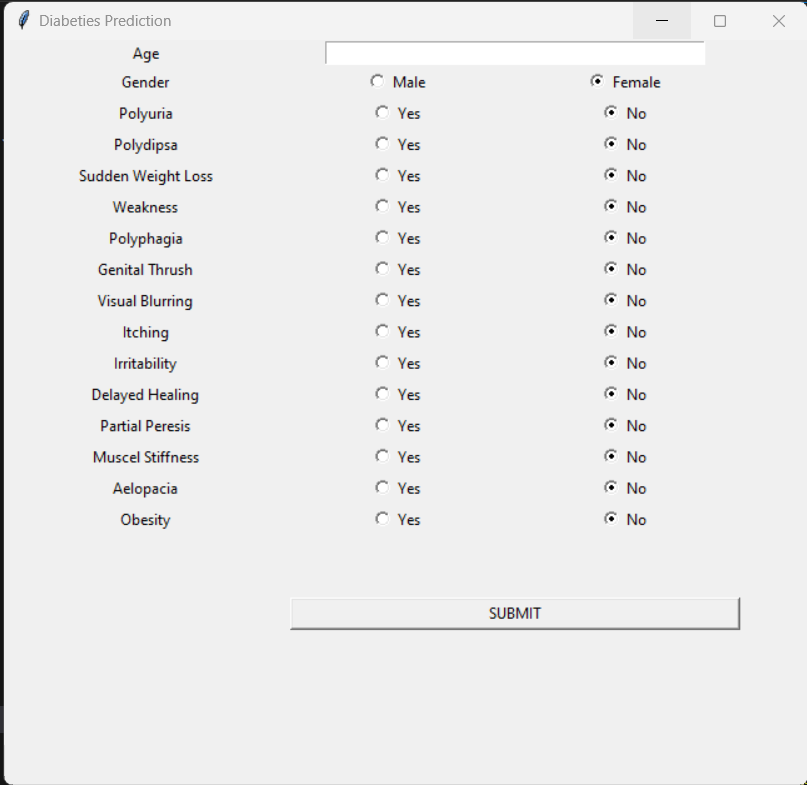 Diabeties Prediction
Age
Gender Male Female
Polyuria Yes No
Polydipsa Yes No
Sudden Weight Loss Yes No
Weakness Yes No
Polyphagia Yes No
Genital Thrush Yes No
Visual Blurring Yes No
Itching Yes No
Irritability Yes No
Delayed Healing Yes No
Partial Peresis Yes No
Muscel Stiffness Yes No
Aelopacia Yes No
Obesity Yes No
SUBMIT